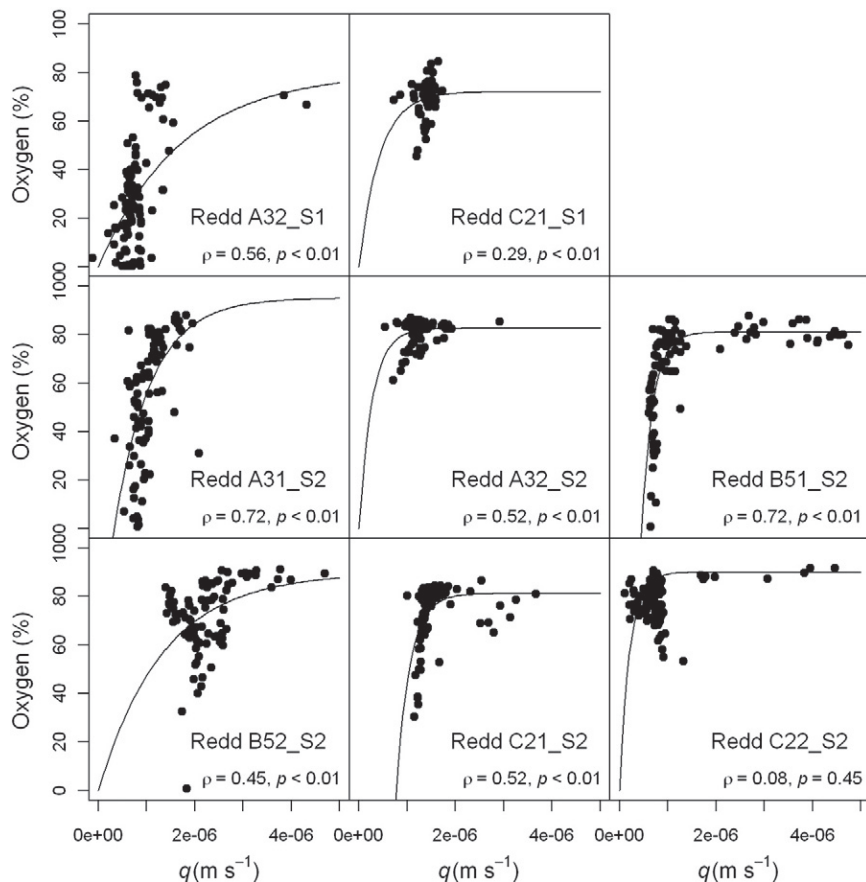 100
80
60
40
20
0
Oxygen (%)
Redd A32_S1
ρ = 0.56, p < 0.01
Redd C21_S1
ρ = 0.29, p < 0.01
100
80
60
40
20
0
Oxygen (%)
Redd A31_S2
ρ = 0.72, p < 0.01
Redd A32_S2
ρ = 0.52, p < 0.01
Redd B51_S2
ρ = 0.72, p < 0.01
100
80
60
40
20
0
Oxygen (%)
Redd B52_S2
ρ = 0.45, p < 0.01
Redd C21_S2
ρ = 0.52, p < 0.01
Redd C22_S2
ρ = 0.08, p = 0.45
0e+00 2e-06 4e-06
0e+00 2e-06 4e-06
0e+00 2e-06 4e-06
q(m s⁻¹)
q(m s⁻¹)
q(m s⁻¹)